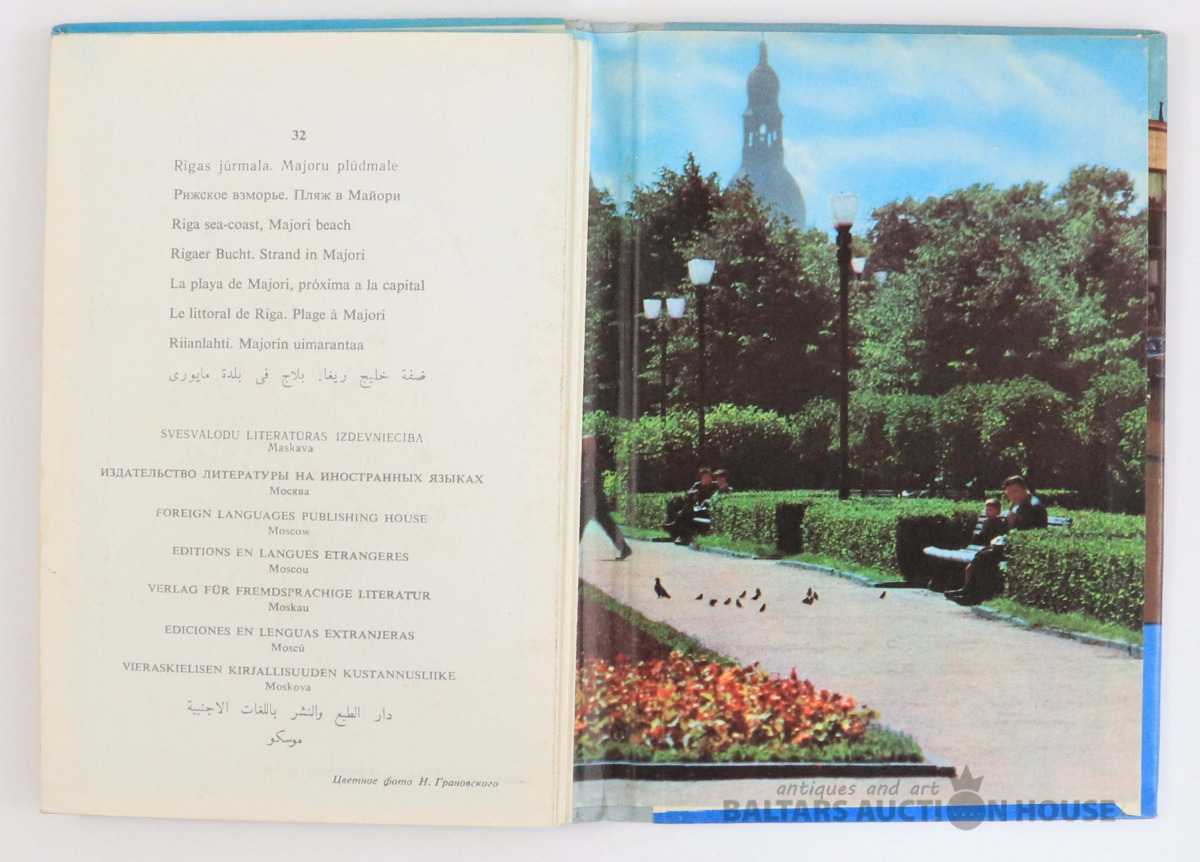 32
Rigas jūrmala. Majoru plūdmale
Рижское взморье. Пляж в Майори
Riga sea-coast, Majori beach
Rigaer Bucht. Strand in Majori
La playa de Majori, próxima a la capital
Le littoral de Riga. Plage à Majori
Riianlahti. Majorin uimarantaa
ضفة خليج ريغا. بلاج فى بلدة مايورى
SVEŠVALODU LITERATŪRAS IZDEVNIECĪBA
Maskava
ИЗДАТЕЛЬСТВО ЛИТЕРАТУРЫ НА ИНОСТРАННЫХ ЯЗЫКАХ
Москва
FOREIGN LANGUAGES PUBLISHING HOUSE
Moscow
EDITIONS EN LANGUES ETRANGERES
Moscou
VERLAG FÜR FREMDSPRACHIGE LITERATUR
Moskau
EDICIONES EN LENGUAS EXTRANJERAS
Moscú
VIERASKIELISEN KIRJALLISUUDEN KUSTANNUSLIIKE
Moskova
دار الطبع والنشر باللغات الاجنبية
موسكو
Цветное фото Н. Грановского
antiques and art
BALTARS AUCTION HOUSE